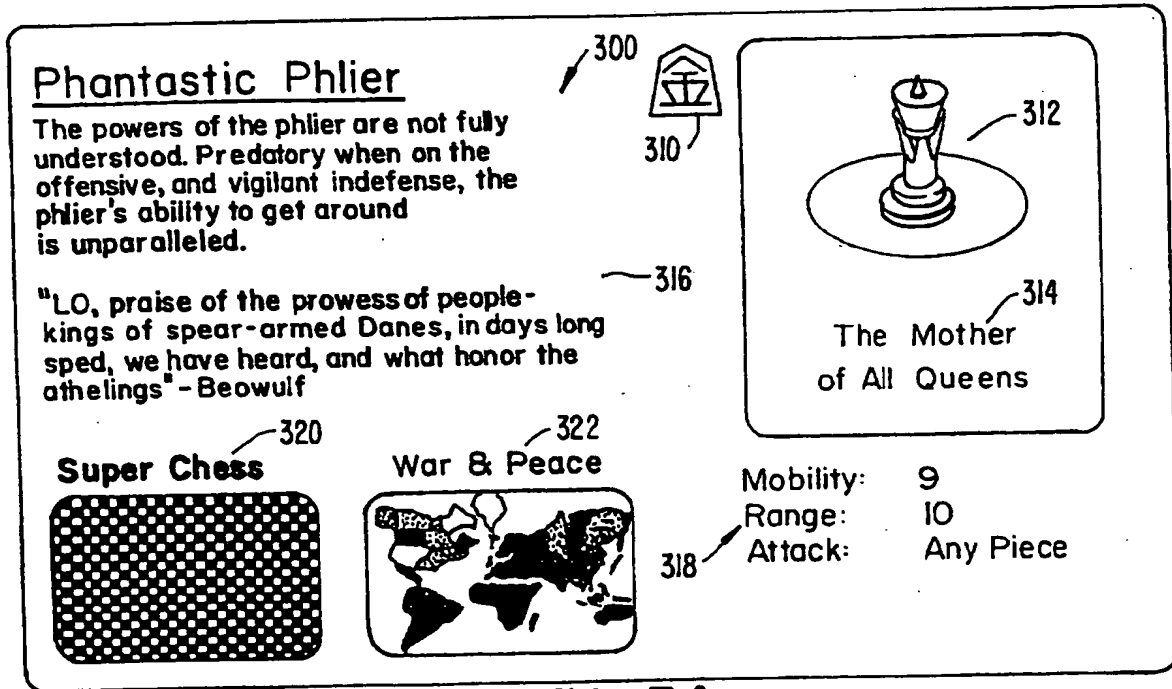 Phantastic Phlier
The powers of the phlier are not fully
understood. Predatory when on the
offensive, and vigilant indefense, the
phlier's ability to get around
is unparalleled.
"LO, praise of the prowess of people-
kings of spear-armed Danes, in days long
sped, we have heard, and what honor the
athelings" - Beowulf
300
310
312
314
The Mother
of All Queens
316
320
Super Chess
322
War & Peace
318
Mobility: 9
Range: 10
Attack: Any Piece